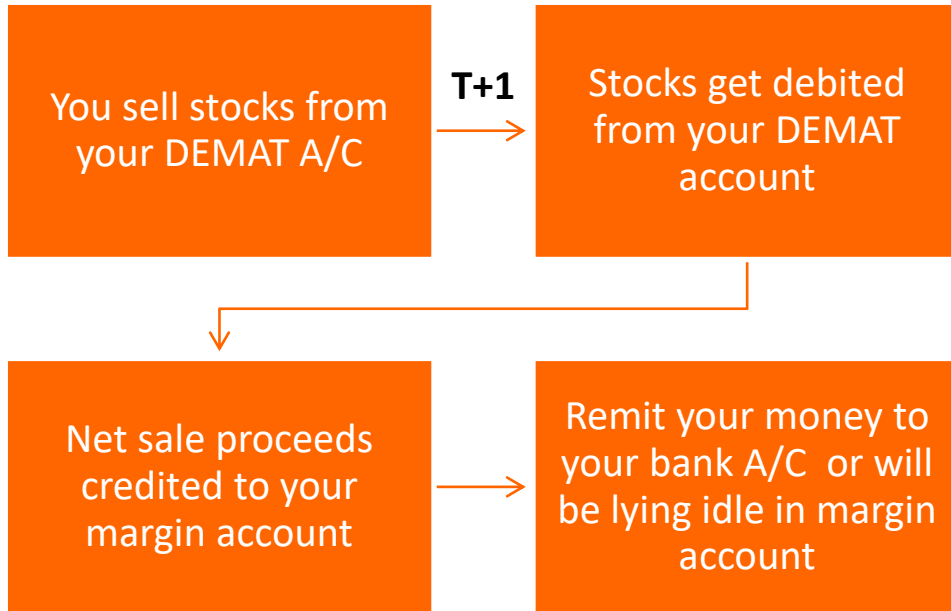 You sell stocks from
your DEMAT A/C
T+1
Stocks get debited
from your DEMAT
account
Net sale proceeds
credited to your
margin account
Remit your money to
your bank A/C  or will
be lying idle in margin
account